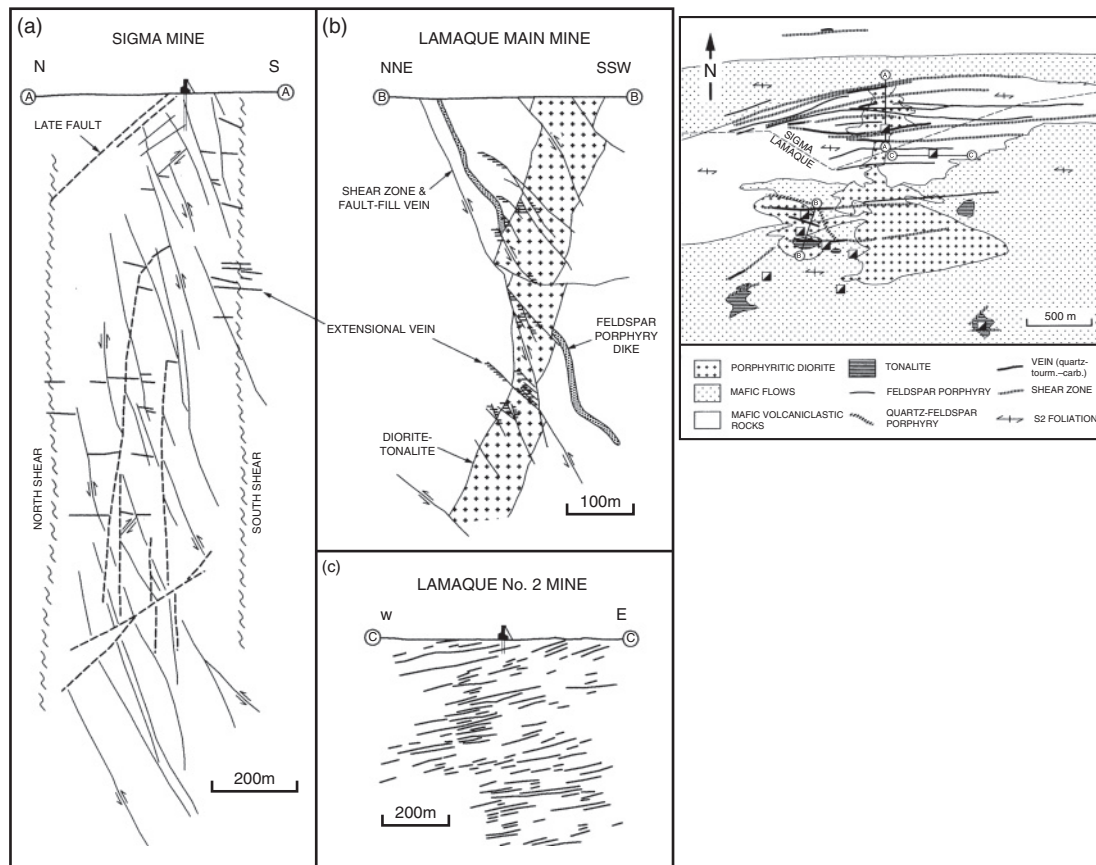 (a)
SIGMA MINE
N
S
A
A
LATE FAULT
NORTH SHEAR
SOUTH SHEAR
200m
(b)
LAMAQUE MAIN MINE
NNE
SSW
B
B
SHEAR ZONE &
FAULT-FILL VEIN
EXTENSIONAL VEIN
FELDSPAR
PORPHYRY
DIKE
DIORITE-
TONALITE
100m
(c)
LAMAQUE No. 2 MINE
w
E
C
C
200m
N
A
SIGMA
LAMAQUE
A
C
C
B
B
500 m
PORPHYRITIC DIORITE
TONALITE
VEIN (quartz-
tourm.–carb.)
MAFIC FLOWS
FELDSPAR PORPHYRY
SHEAR ZONE
MAFIC VOLCANICLASTIC
ROCKS
QUARTZ-FELDSPAR
PORPHYRY
S2 FOLIATION